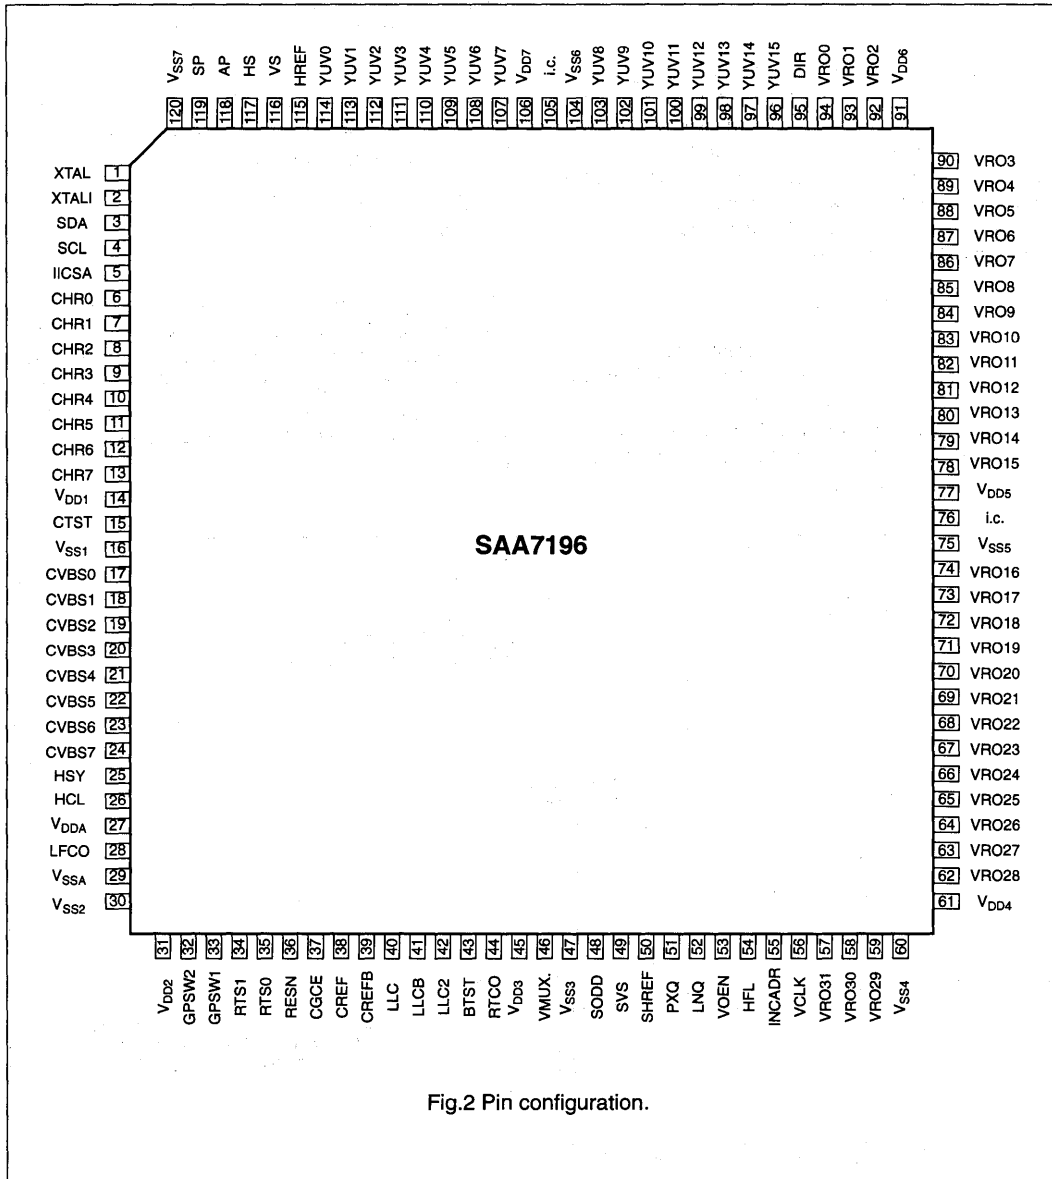 VSS7 SP AP HS VS HREF YUV0 YUV1 YUV2 YUV3 YUV4 YUV5 YUV6 YUV7 VDD7 i.c. VSS6 YUV8 YUV9 YUV10 YUV11 YUV12 YUV13 YUV14 YUV15 DIR VRO0 VRO1 VRO2 VDD6
120 119 118 117 116 115 114 113 112 111 110 109 108 107 106 105 104 103 102 101 100 99 98 97 96 95 94 93 92 91
XTAL 1
XTALI 2
SDA 3
SCL 4
IICSA 5
CHR0 6
CHR1 7
CHR2 8
CHR3 9
CHR4 10
CHR5 11
CHR6 12
CHR7 13
VDD1 14
CTST 15
VSS1 16
CVBS0 17
CVBS1 18
CVBS2 19
CVBS3 20
CVBS4 21
CVBS5 22
CVBS6 23
CVBS7 24
HSY 25
HCL 26
VDDA 27
LFCO 28
VSSA 29
VSS2 30
SAA7196
90 VRO3
89 VRO4
88 VRO5
87 VRO6
86 VRO7
85 VRO8
84 VRO9
83 VRO10
82 VRO11
81 VRO12
80 VRO13
79 VRO14
78 VRO15
77 VDD5
76 i.c.
75 VSS5
74 VRO16
73 VRO17
72 VRO18
71 VRO19
70 VRO20
69 VRO21
68 VRO22
67 VRO23
66 VRO24
65 VRO25
64 VRO26
63 VRO27
62 VRO28
61 VDD4
31 32 33 34 35 36 37 38 39 40 41 42 43 44 45 46 47 48 49 50 51 52 53 54 55 56 57 58 59 60
VDD2 GPSW2 GPSW1 RTS1 RTS0 RESN CGCE CREF CREFB LLC LLCB LLC2 BTST RTCO VDD3 VMUX. VSS3 SODD SVS SHREF PXQ LNQ VOEN HFL INCADR VCLK VRO31 VRO30 VRO29 VSS4
Fig.2 Pin configuration.